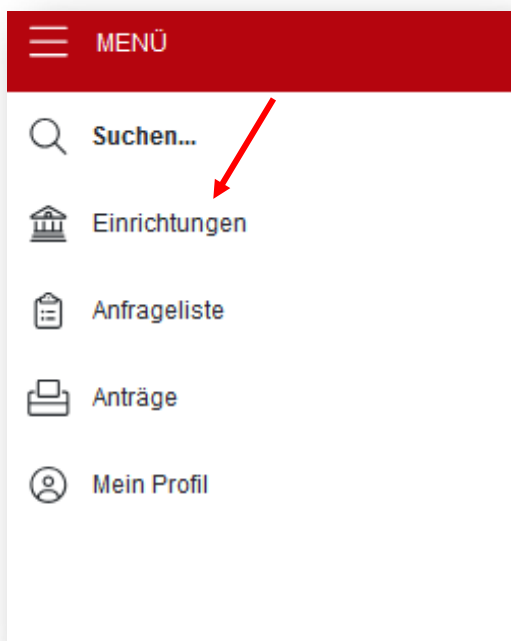 MENÜ
Suchen...
Einrichtungen
Anfrageliste
Anträge
Mein Profil